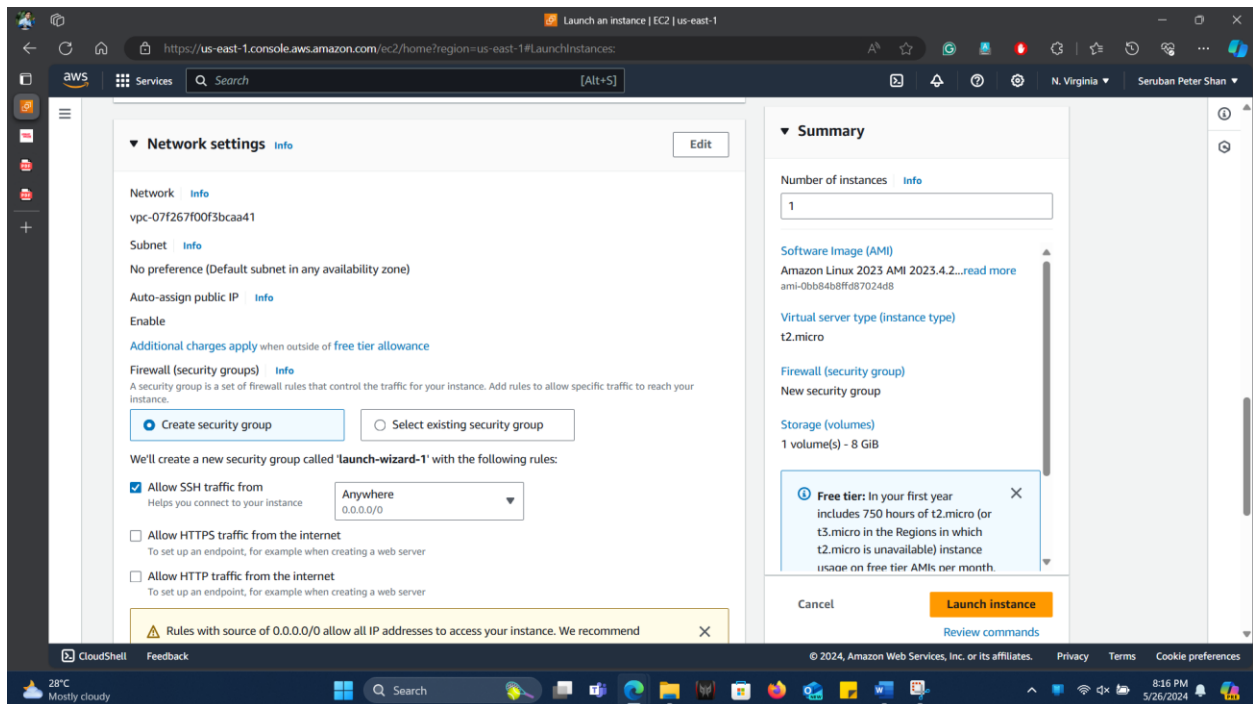 Launch an instance | EC2 | us-east-1
https://us-east-1.console.aws.amazon.com/ec2/home?region=us-east-1#LaunchInstances:
aws
Services
Search
[Alt+S]
N. Virginia
Seruban Peter Shan
Network settings Info
Edit
Network Info
vpc-07f267f00f3bcaa41
Subnet Info
No preference (Default subnet in any availability zone)
Auto-assign public IP Info
Enable
Additional charges apply when outside of free tier allowance
Firewall (security groups) Info
A security group is a set of firewall rules that control the traffic for your instance. Add rules to allow specific traffic to reach your
instance.
Create security group
Select existing security group
We'll create a new security group called 'launch-wizard-1' with the following rules:
Allow SSH traffic from
Helps you connect to your instance
Anywhere
0.0.0.0/0
Allow HTTPS traffic from the internet
To set up an endpoint, for example when creating a web server
Allow HTTP traffic from the internet
To set up an endpoint, for example when creating a web server
Rules with source of 0.0.0.0/0 allow all IP addresses to access your instance. We recommend
Summary
Number of instances Info
1
Software Image (AMI)
Amazon Linux 2023 AMI 2023.4.2...read more
ami-0bb84b8ffd87024d8
Virtual server type (instance type)
t2.micro
Firewall (security group)
New security group
Storage (volumes)
1 volume(s) - 8 GiB
Free tier: In your first year
includes 750 hours of t2.micro (or
t3.micro in the Regions in which
t2.micro is unavailable) instance
usage on free tier AMIs per month,
Cancel
Launch instance
Review commands
CloudShell
Feedback
© 2024, Amazon Web Services, Inc. or its affiliates.
Privacy
Terms
Cookie preferences
28°C
Mostly cloudy
Search
8:16 PM
5/26/2024